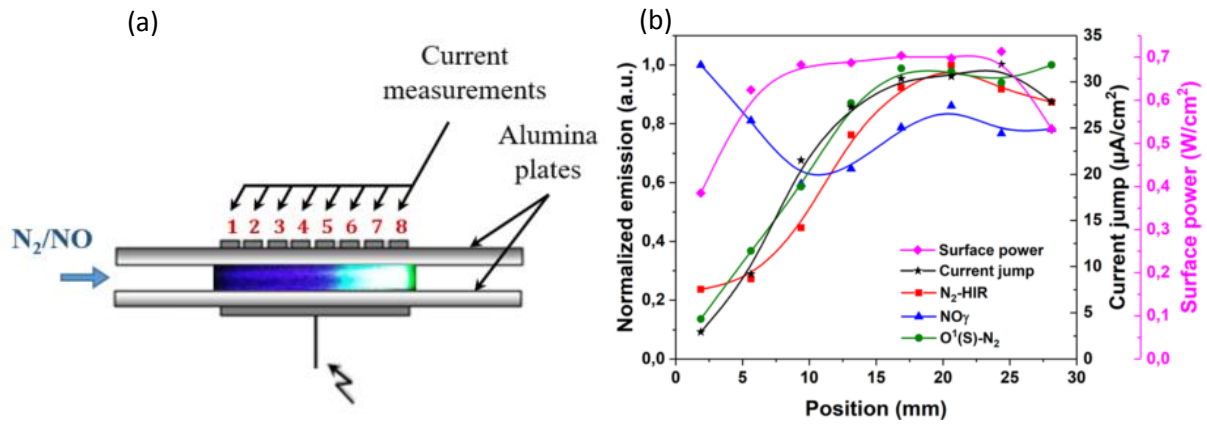 (a)
Current
measurements
Alumina
plates
1 2 3 4 5 6 7 8
N₂/NO
(b)
Normalized emission (a.u.)
1,0
0,8
0,6
0,4
0,2
0,0
0 5 10 15 20 25 30
Position (mm)
Surface power
Current jump
N₂-HIR
NOγ
O¹(S)-N₂
35
30
25
20
15
10
5
0
Current jump (µA/cm²)
0,7
0,6
0,5
0,4
0,3
0,2
0,1
0,0
Surface power (W/cm²)